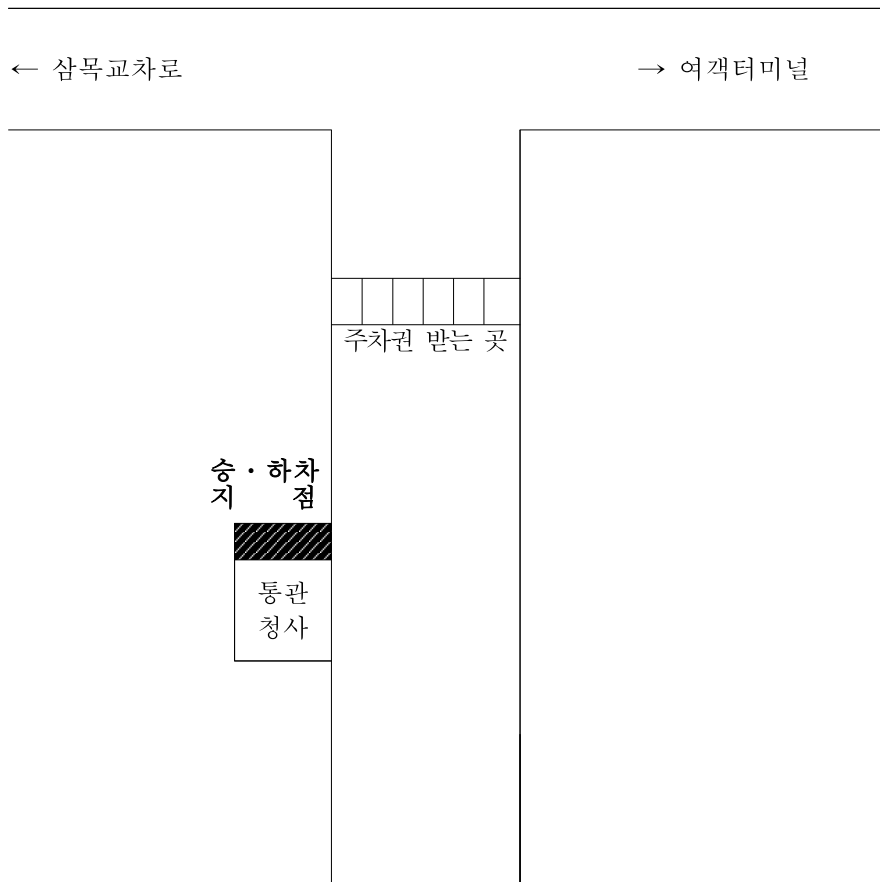 ← 삼목교차로
→ 여객터미널
주차권 받는 곳
승·하차
지 점
통관
청사